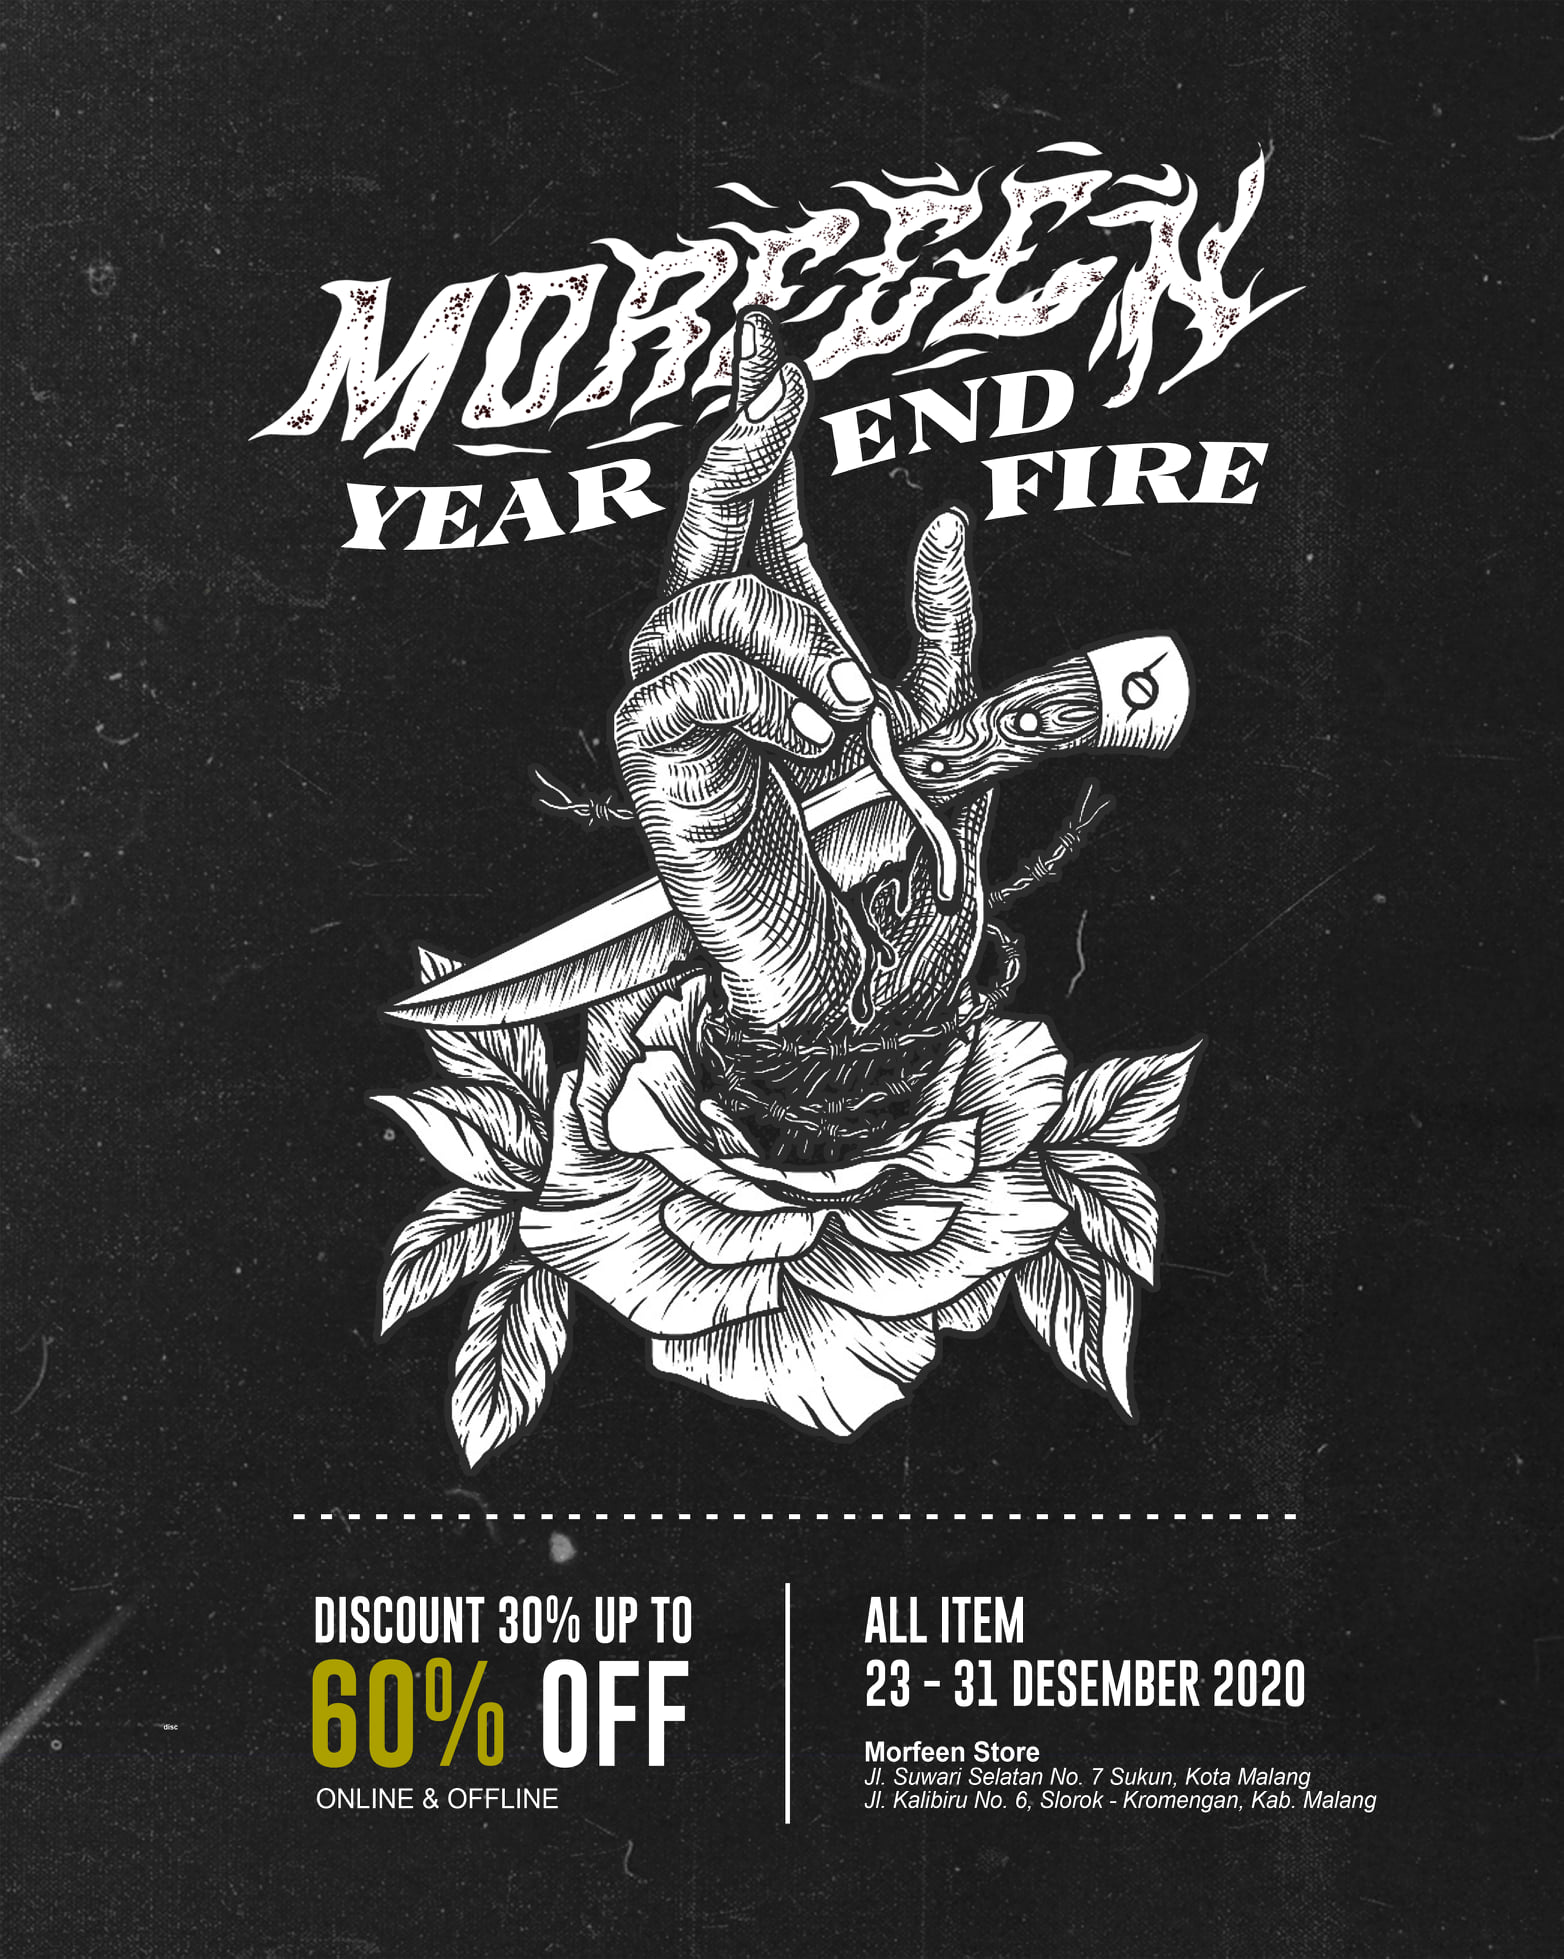 MORFEEN
YEAR END
FIRE
DISCOUNT 30% UP TO
60% OFF
ONLINE & OFFLINE
disc
ALL ITEM
23 - 31 DESEMBER 2020
Morfeen Store
Jl. Suwari Selatan No. 7 Sukun, Kota Malang
Jl. Kalibiru No. 6, Slorok - Kromengan, Kab. Malang